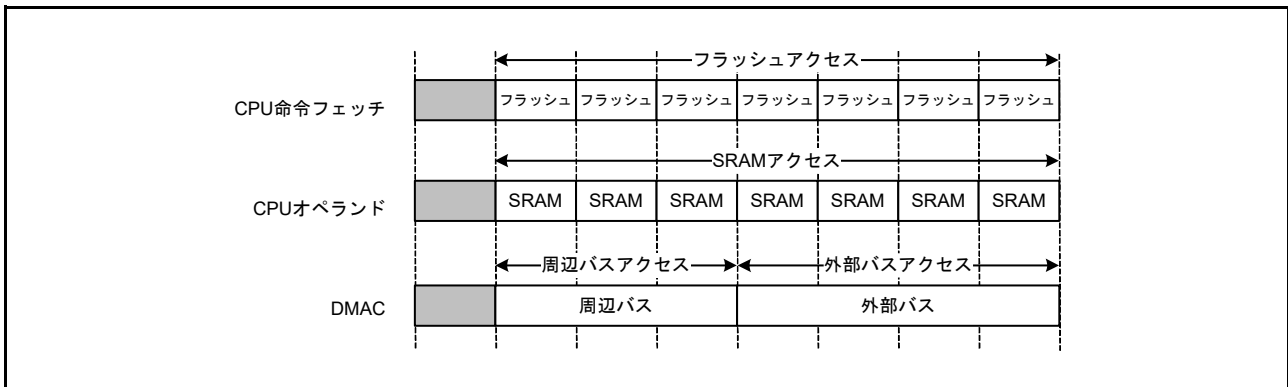 フラッシュアクセス
CPU命令フェッチ
フラッシュ フラッシュ フラッシュ フラッシュ フラッシュ フラッシュ フラッシュ
SRAMアクセス
CPUオペランド
SRAM SRAM SRAM SRAM SRAM SRAM SRAM
周辺バスアクセス 外部バスアクセス
DMAC
周辺バス 外部バス